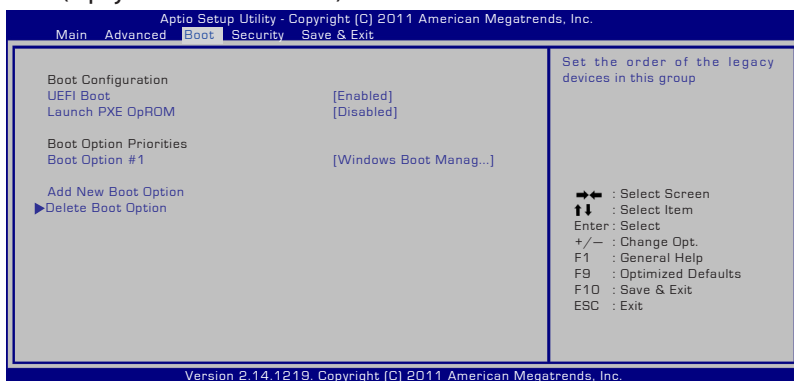 Aptio Setup Utility - Copyright (C) 2011 American Megatrends, Inc.
Main Advanced Boot Security Save & Exit
Boot Configuration
UEFI Boot [Enabled]
Launch PXE OpROM [Disabled]
Boot Option Priorities
Boot Option #1 [Windows Boot Manag...]
Add New Boot Option
▶Delete Boot Option
Set the order of the legacy
devices in this group
➡⬅ : Select Screen
⬆⬇ : Select Item
Enter : Select
+/— : Change Opt.
F1 : General Help
F9 : Optimized Defaults
F10 : Save & Exit
ESC : Exit
Version 2.14.1219. Copyright (C) 2011 American Megatrends, Inc.